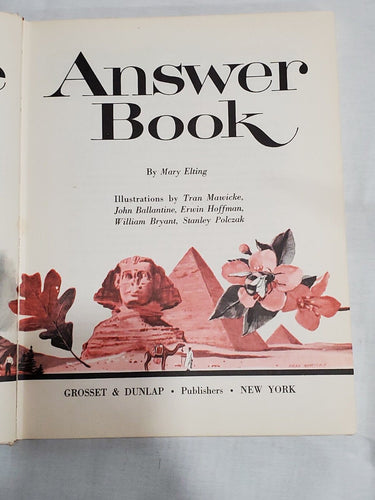 e
Answer
Book
By Mary Elting
Illustrations by Tran Mawicke,
John Ballantine, Erwin Hoffman,
William Bryant, Stanley Polczak
GROSSET & DUNLAP • Publishers • NEW YORK